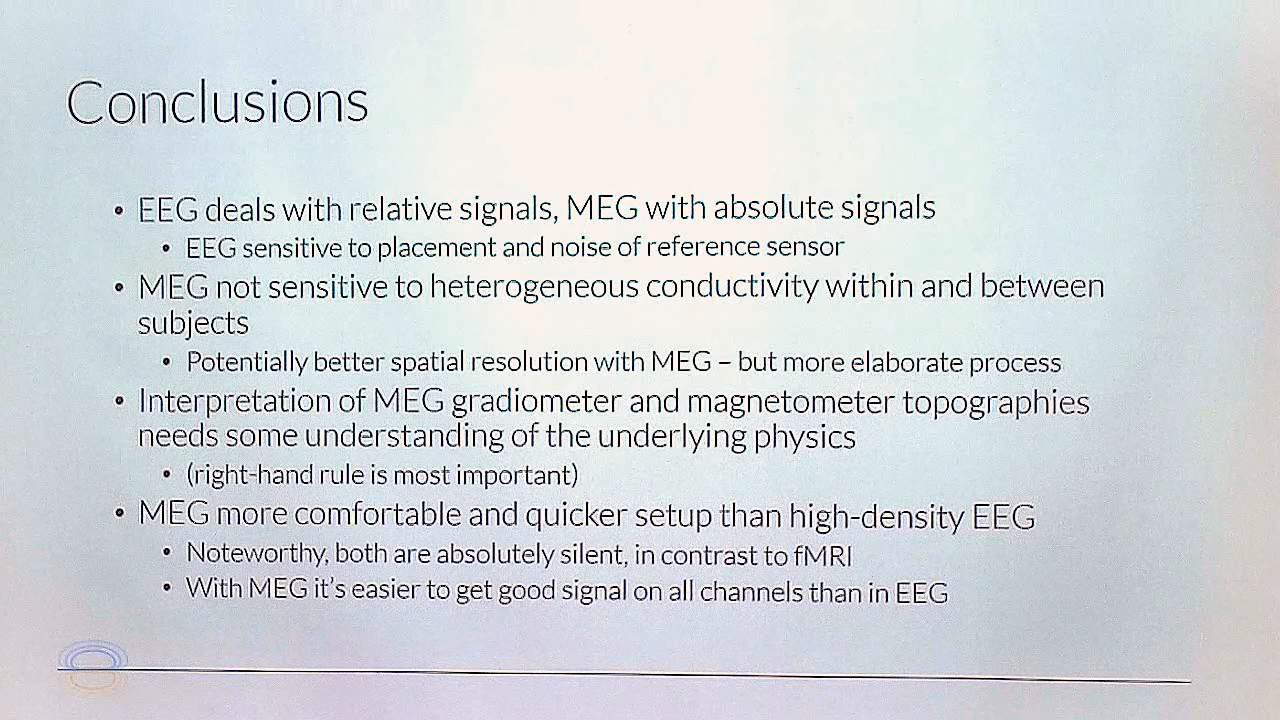 Conclusions
• EEG deals with relative signals, MEG with absolute signals
• EEG sensitive to placement and noise of reference sensor
• MEG not sensitive to heterogeneous conductivity within and between
subjects
• Potentially better spatial resolution with MEG – but more elaborate process
• Interpretation of MEG gradiometer and magnetometer topographies
needs some understanding of the underlying physics
• (right-hand rule is most important)
• MEG more comfortable and quicker setup than high-density EEG
• Noteworthy, both are absolutely silent, in contrast to fMRI
• With MEG it's easier to get good signal on all channels than in EEG